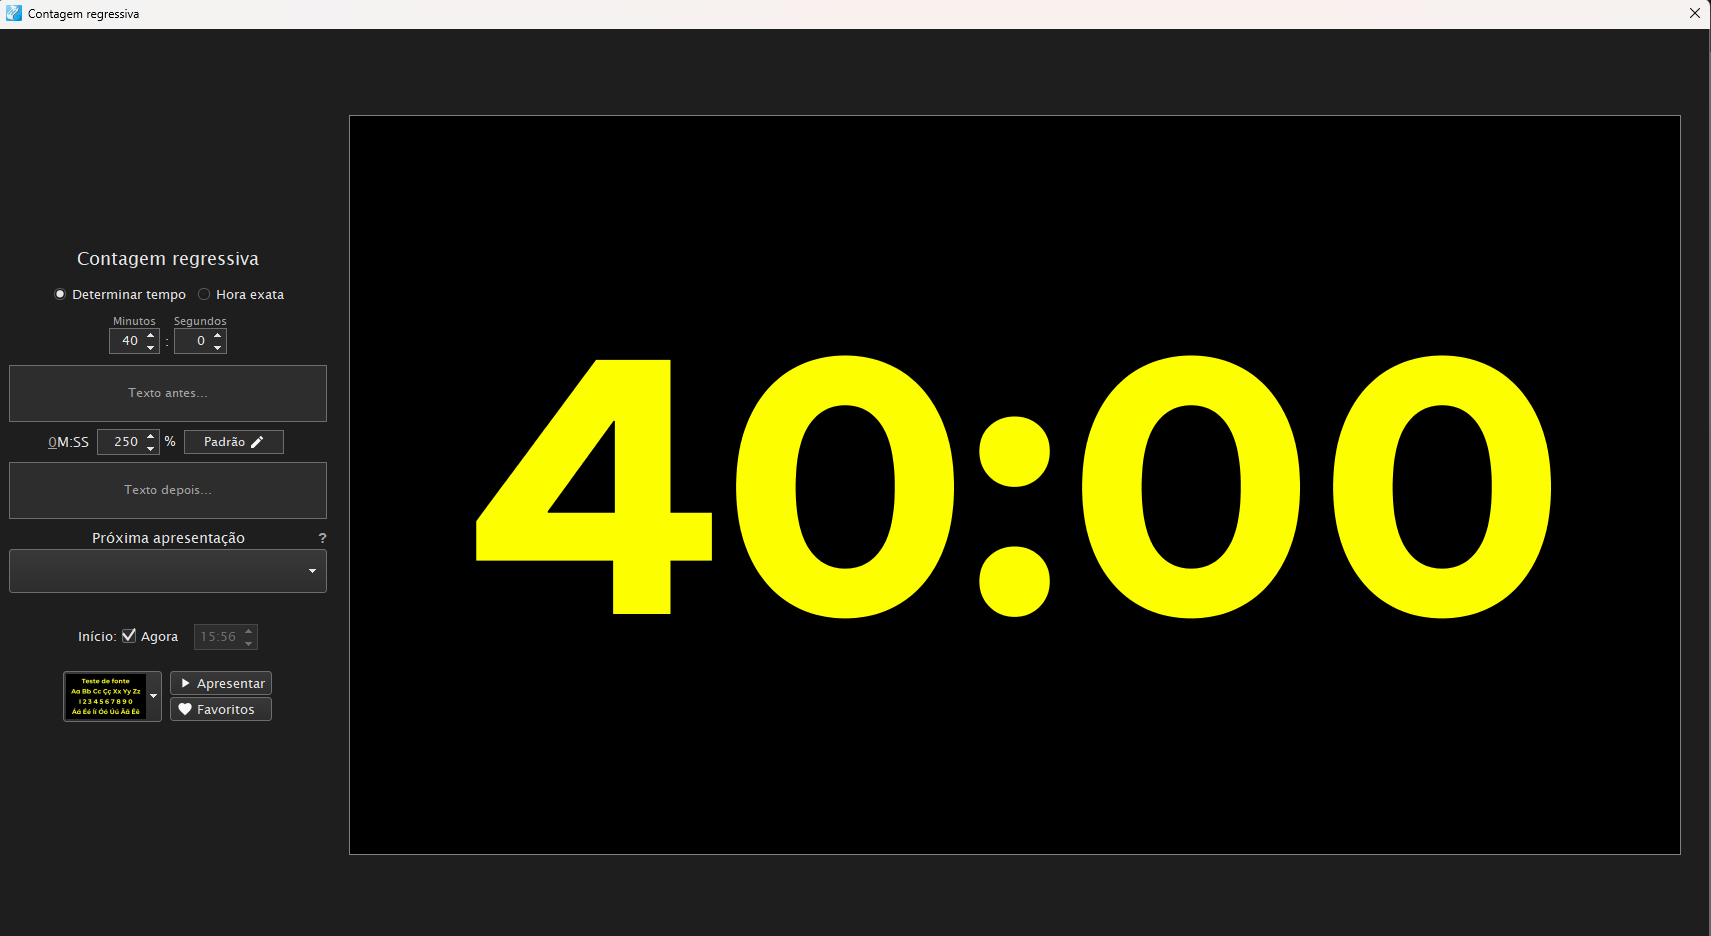 Contagem regressiva
Contagem regressiva
Determinar tempo Hora exata
Minutos Segundos
40 : 0
Texto antes...
0M:SS 250 % Padrão
Texto depois...
Próxima apresentação ?
Início: Agora 15:56
Teste de fonte
Aa Bb Cc Çç Xx Yy Zz
1 2 3 4 5 6 7 8 9 0
Áá Éé Íí Óó Úú Ãã Êê
Apresentar
Favoritos
40:00